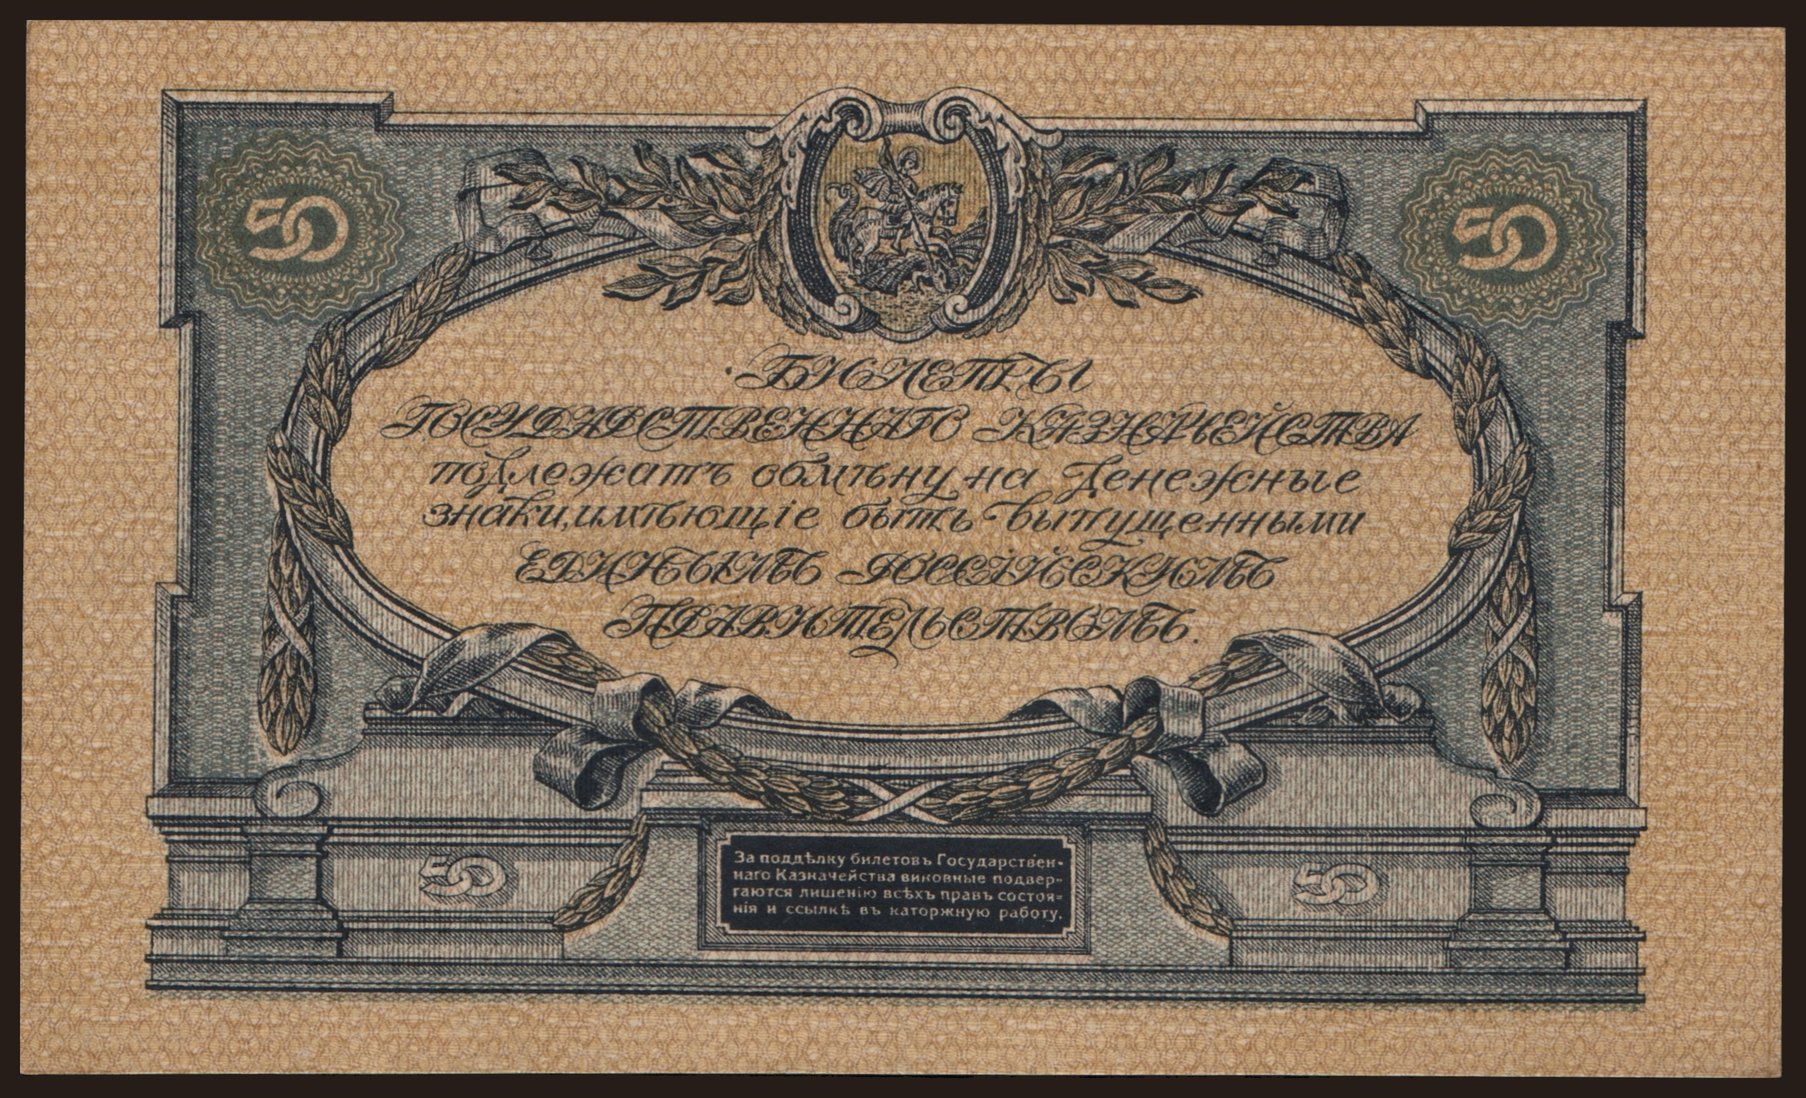 50
50
БИЛЕТЫ
ГОСУДАРСТВЕННАГО КАЗНАЧЕЙСТВА
подлежатъ обмѣну на денежные
знаки, имѣющіе быть выпущенными
ЕДИНЫМЪ РОССІЙСКИМЪ
ПРАВИТЕЛЬСТВОМЪ.
50
50
За поддѣлку билетовъ Государствен-
наго Казначейства виновные подвер-
гаются лишенію всѣхъ правъ состоя-
нія и ссылкѣ въ каторжную работу.